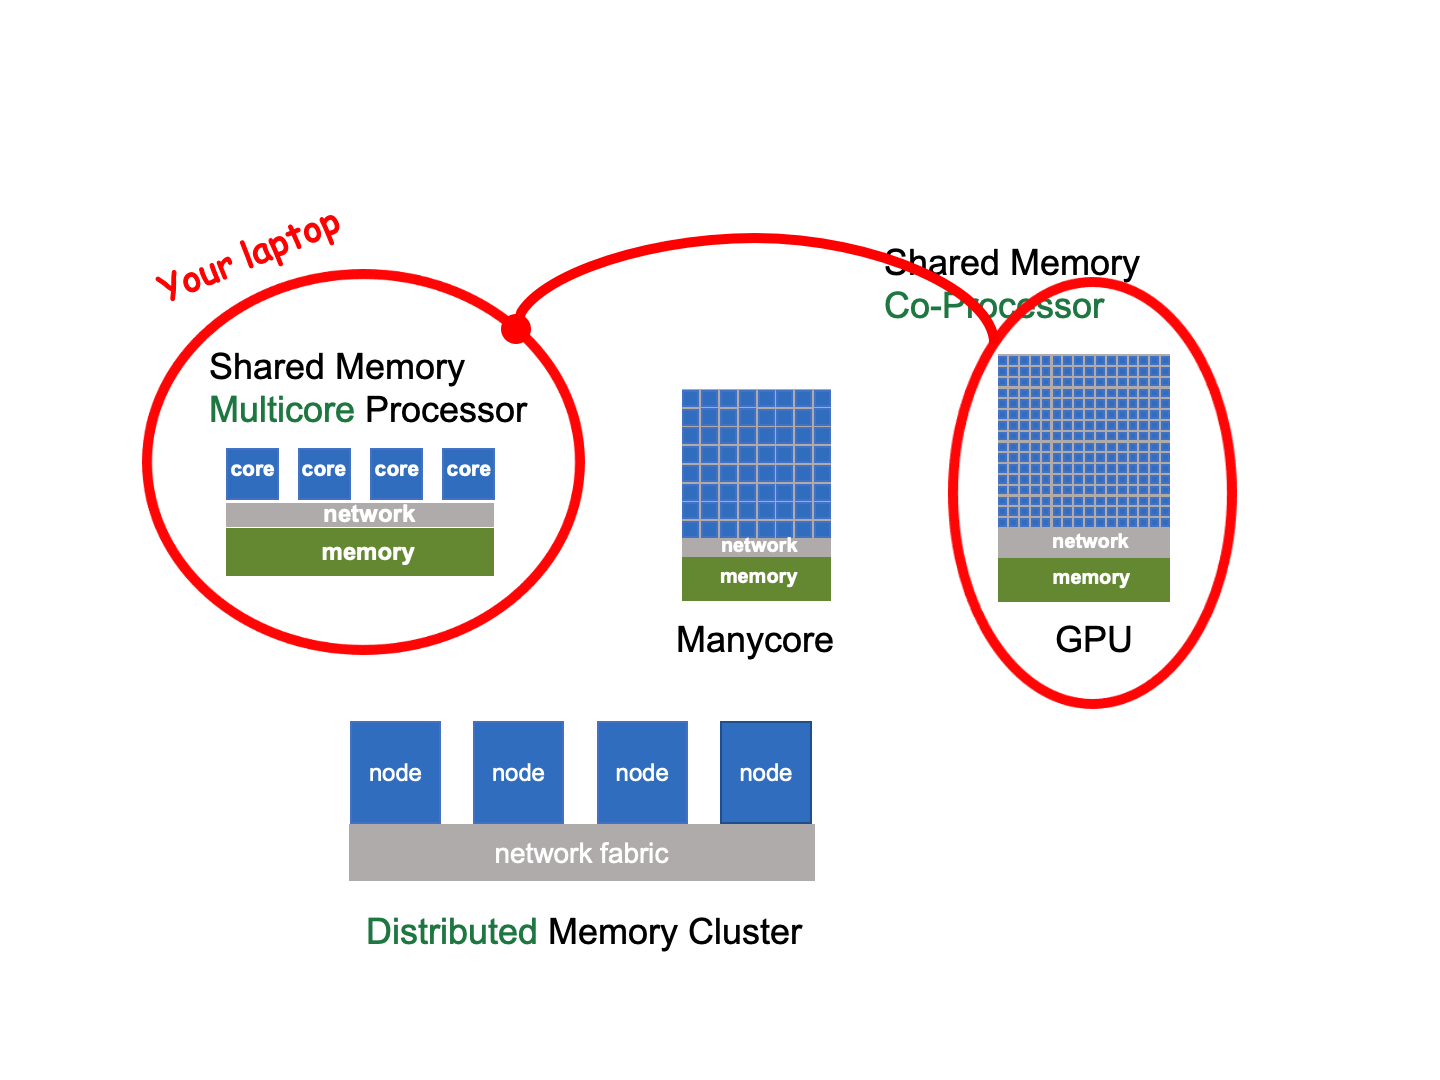 Your laptop
Shared Memory
Multicore Processor
core core core core
network
memory
Shared Memory
Co-Processor
network
memory
Manycore
network
memory
GPU
node node node node
network fabric
Distributed Memory Cluster